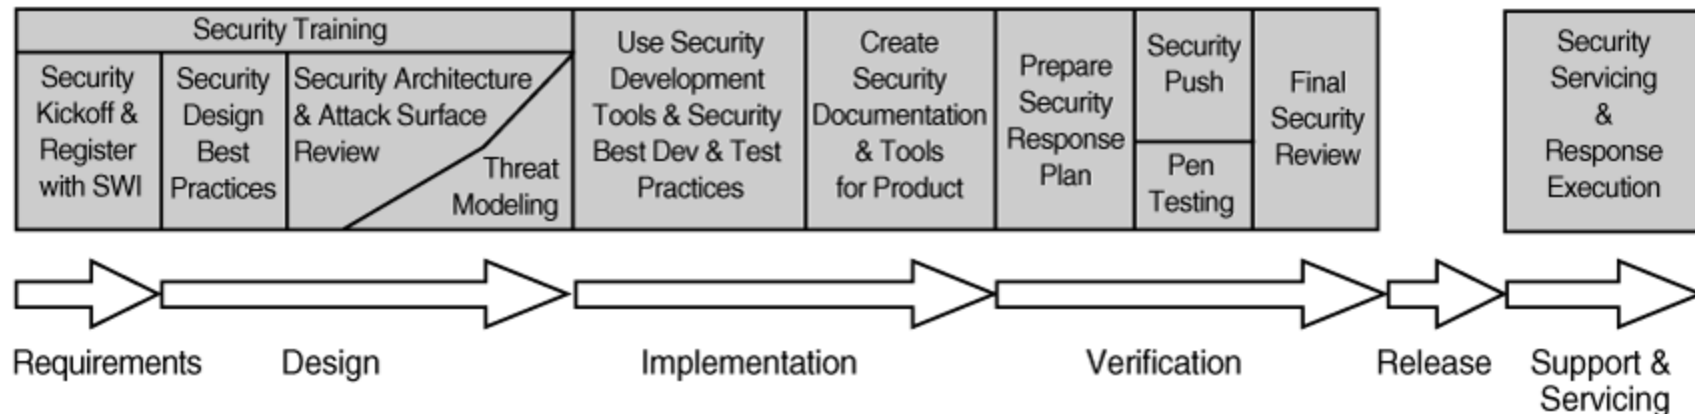 Security Training
Security
Kickoff &
Register
with SWI
Security
Design
Best
Practices
Security Architecture
& Attack Surface
Review
Threat
Modeling
Use Security
Development
Tools & Security
Best Dev & Test
Practices
Create
Security
Documentation
& Tools
for Product
Prepare
Security
Response
Plan
Security
Push
Pen
Testing
Final
Security
Review
Security
Servicing
&
Response
Execution
Requirements
Design
Implementation
Verification
Release
Support &
Servicing